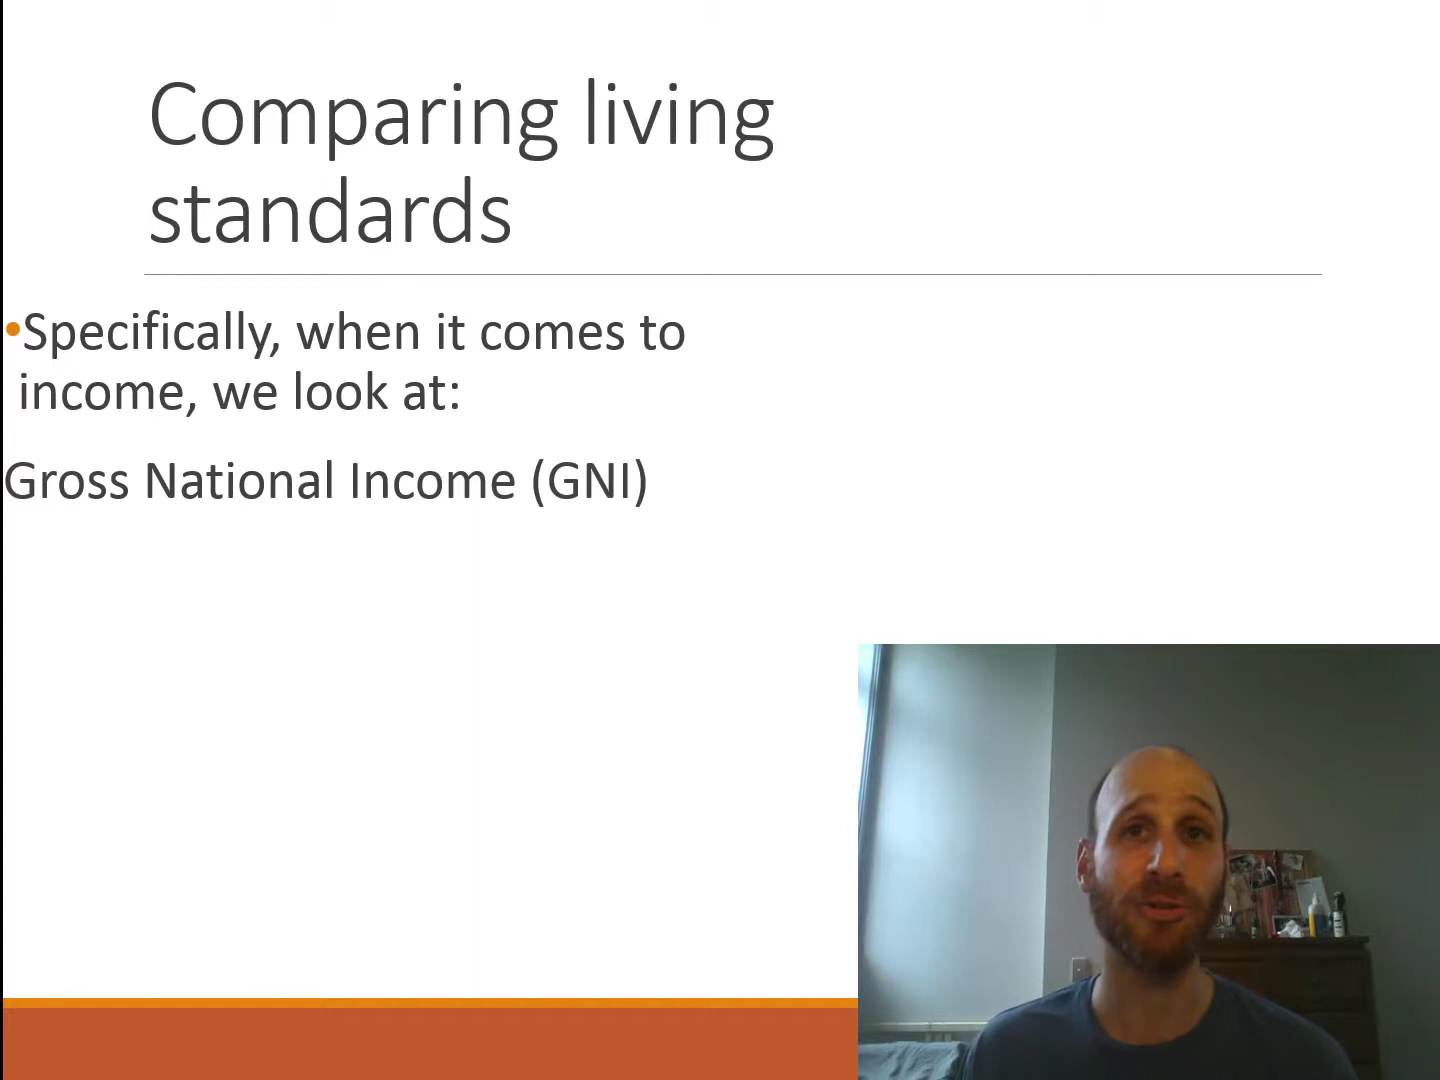 Comparing living
standards
•Specifically, when it comes to
income, we look at:
Gross National Income (GNI)